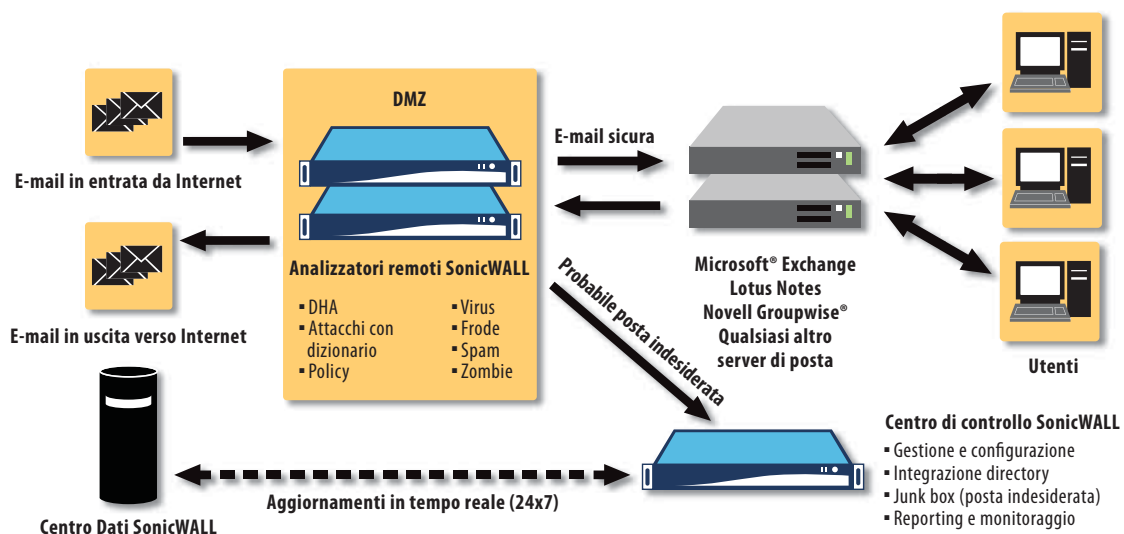 E-mail in entrata da Internet
E-mail in uscita verso Internet
DMZ
Analizzatori remoti SonicWALL
▪ DHA
▪ Attacchi con
dizionario
▪ Policy
▪ Virus
▪ Frode
▪ Spam
▪ Zombie
E-mail sicura
Probabile posta indesiderata
Microsoft® Exchange
Lotus Notes
Novell Groupwise®
Qualsiasi altro
server di posta
Utenti
Centro di controllo SonicWALL
▪ Gestione e configurazione
▪ Integrazione directory
▪ Junk box (posta indesiderata)
▪ Reporting e monitoraggio
Aggiornamenti in tempo reale (24x7)
Centro Dati SonicWALL